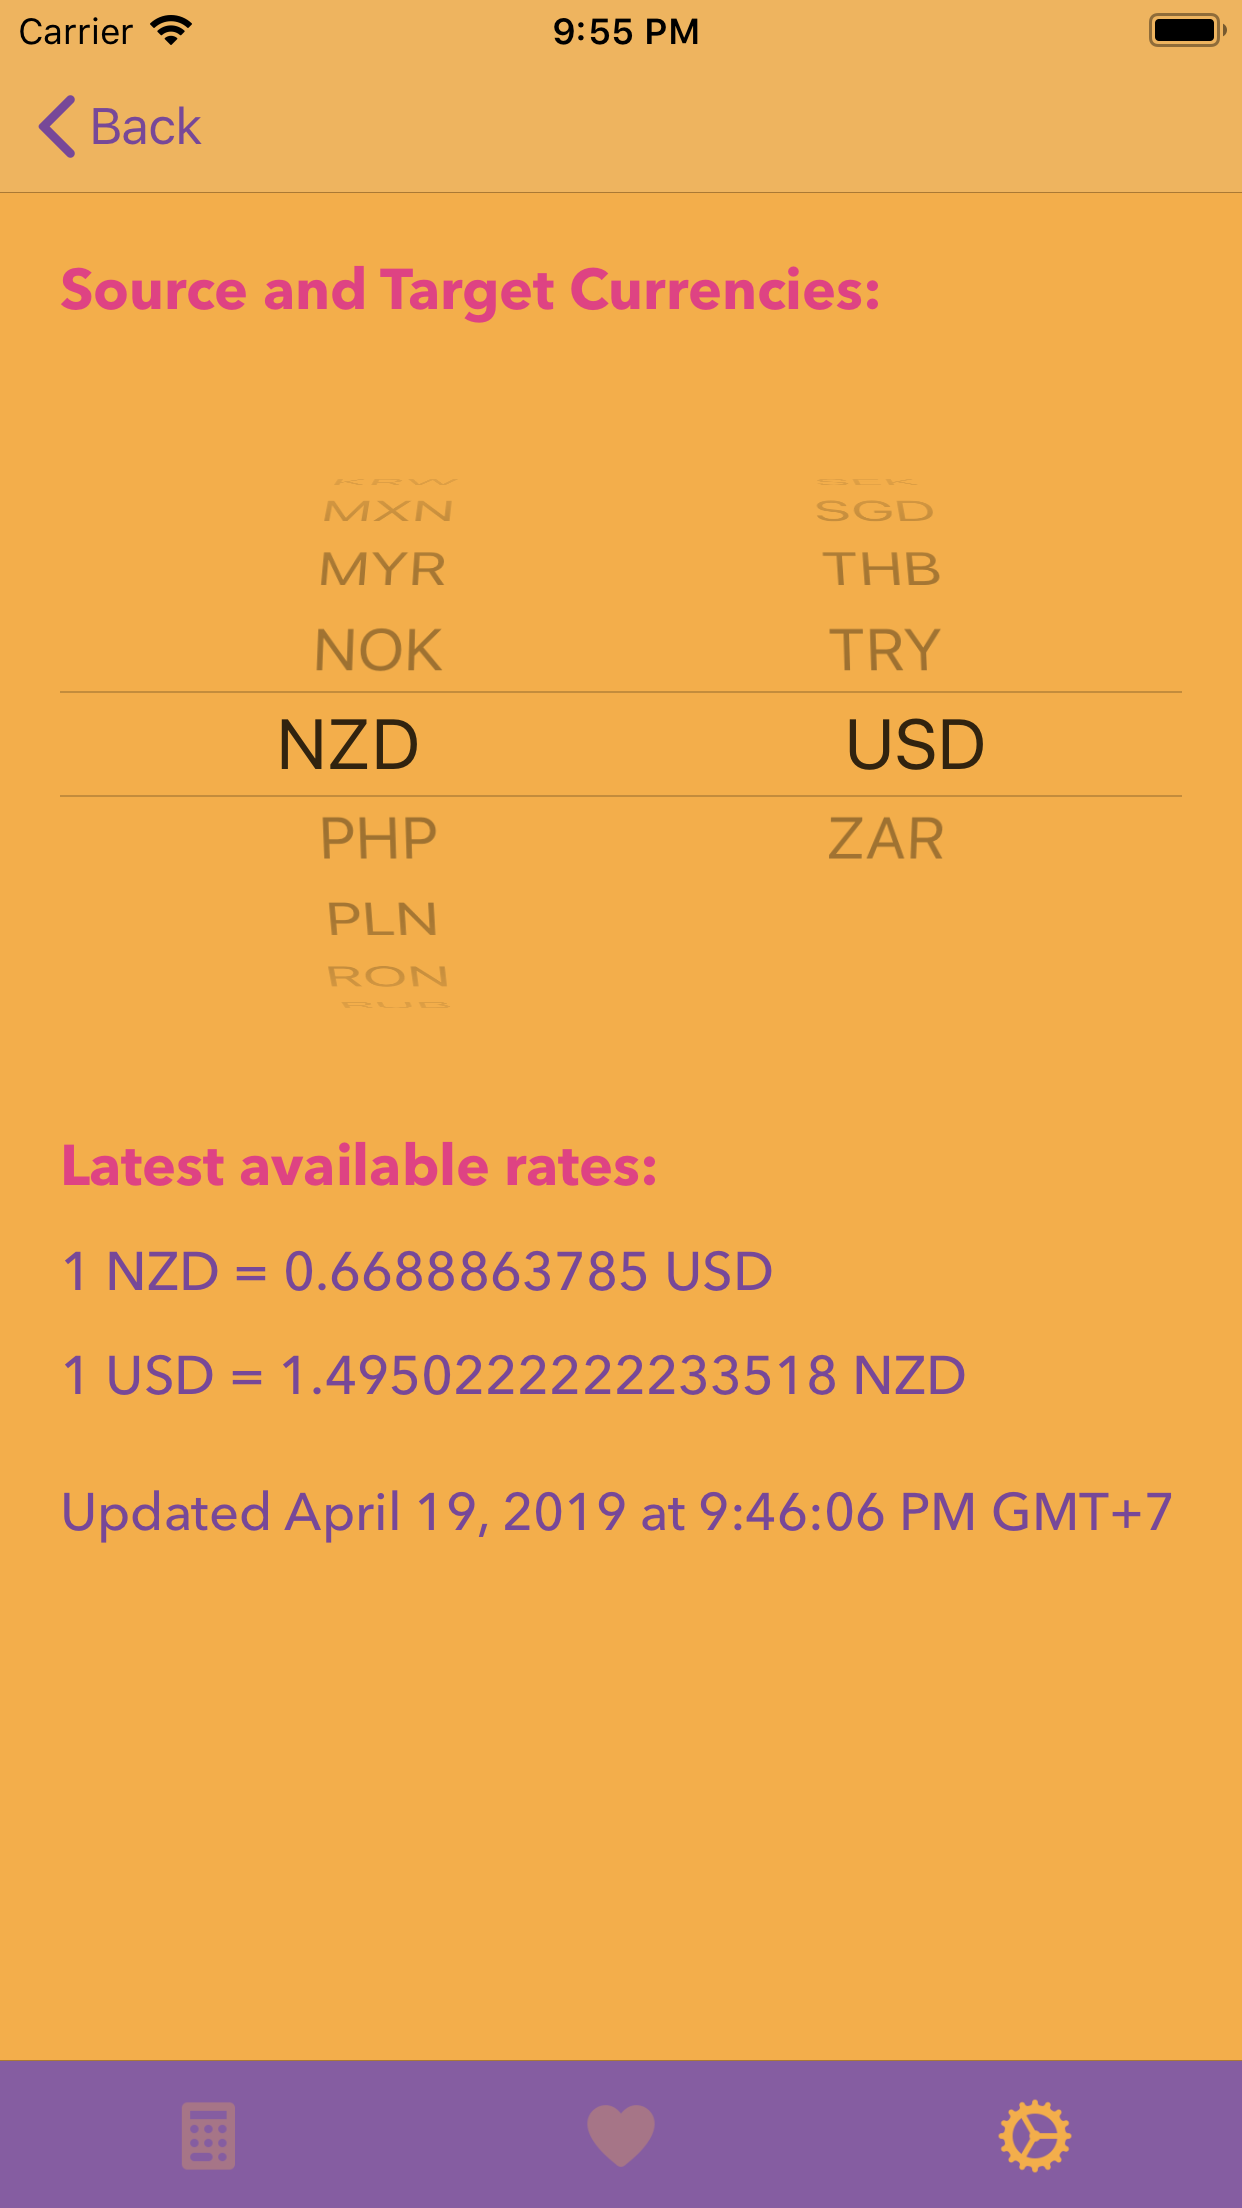 Carrier 9:55 PM
Back
Source and Target Currencies:
KRW SEK
MXN SGD
MYR THB
NOK TRY
NZD USD
PHP ZAR
PLN
RON
RUB
Latest available rates:
1 NZD = 0.6688863785 USD
1 USD = 1.4950222222233518 NZD
Updated April 19, 2019 at 9:46:06 PM GMT+7